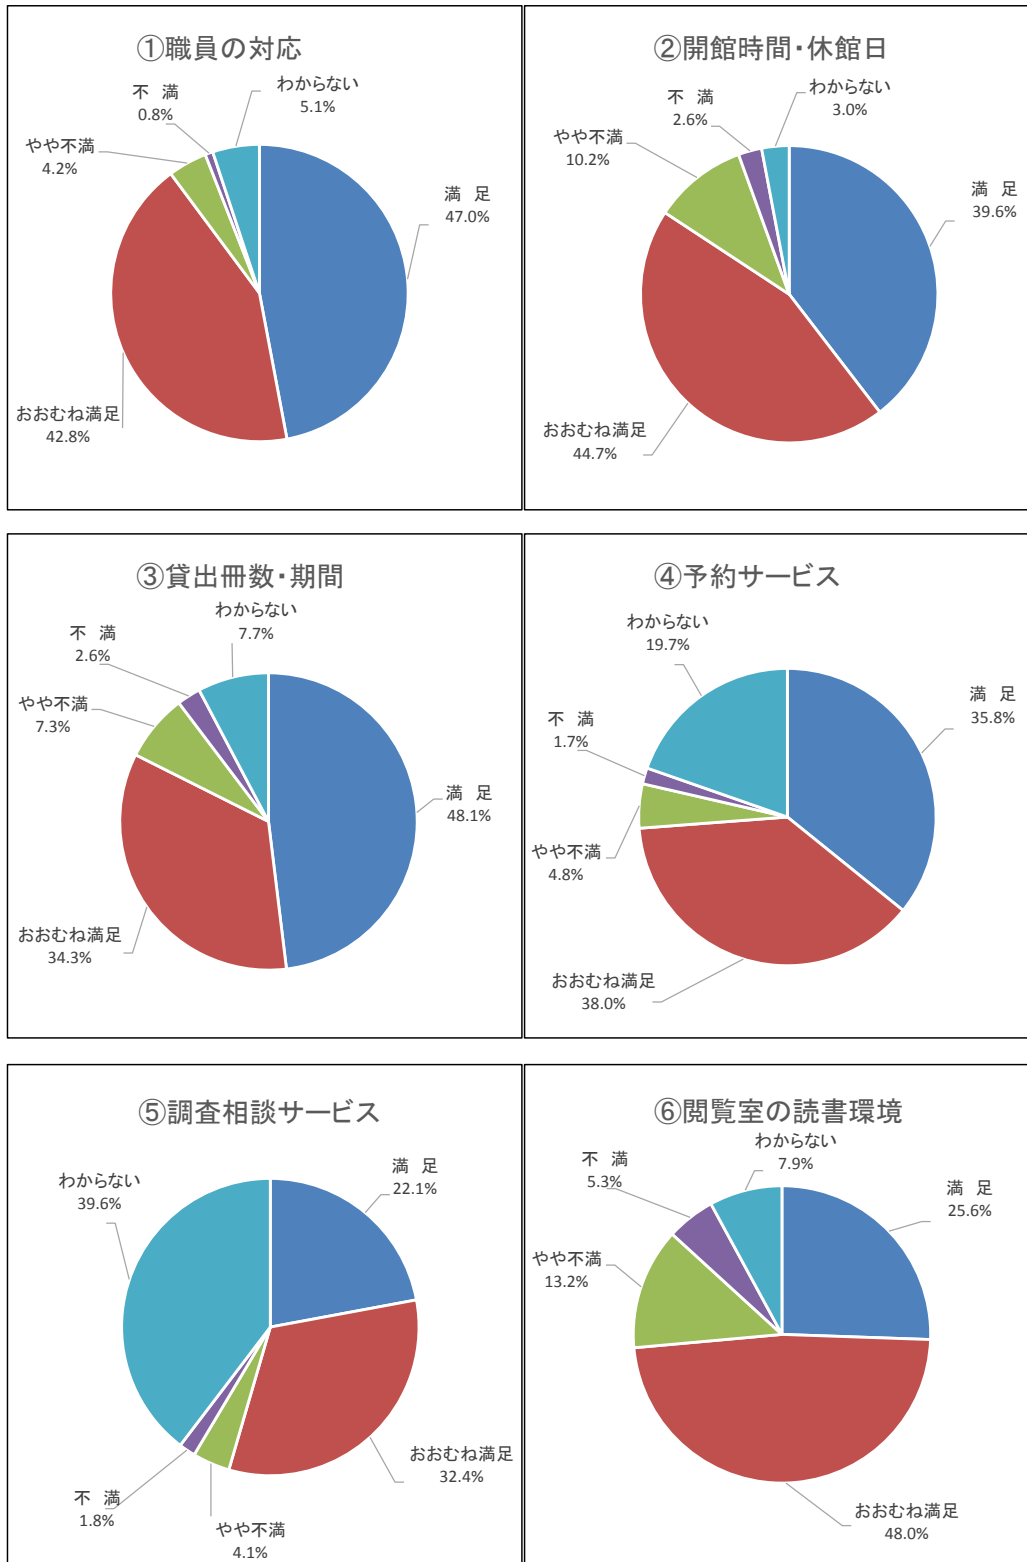 ①職員の対応
わからない
5.1%
不 満
0.8%
やや不満
4.2%
満 足
47.0%
おおむね満足
42.8%
②開館時間・休館日
わからない
3.0%
不 満
2.6%
やや不満
10.2%
満 足
39.6%
おおむね満足
44.7%
③貸出冊数・期間
わからない
7.7%
不 満
2.6%
やや不満
7.3%
満 足
48.1%
おおむね満足
34.3%
④予約サービス
わからない
19.7%
満 足
35.8%
不 満
1.7%
やや不満
4.8%
おおむね満足
38.0%
⑤調査相談サービス
満 足
22.1%
わからない
39.6%
おおむね満足
32.4%
不 満
1.8%
やや不満
4.1%
⑥閲覧室の読書環境
わからない
7.9%
不 満
5.3%
満 足
25.6%
やや不満
13.2%
おおむね満足
48.0%